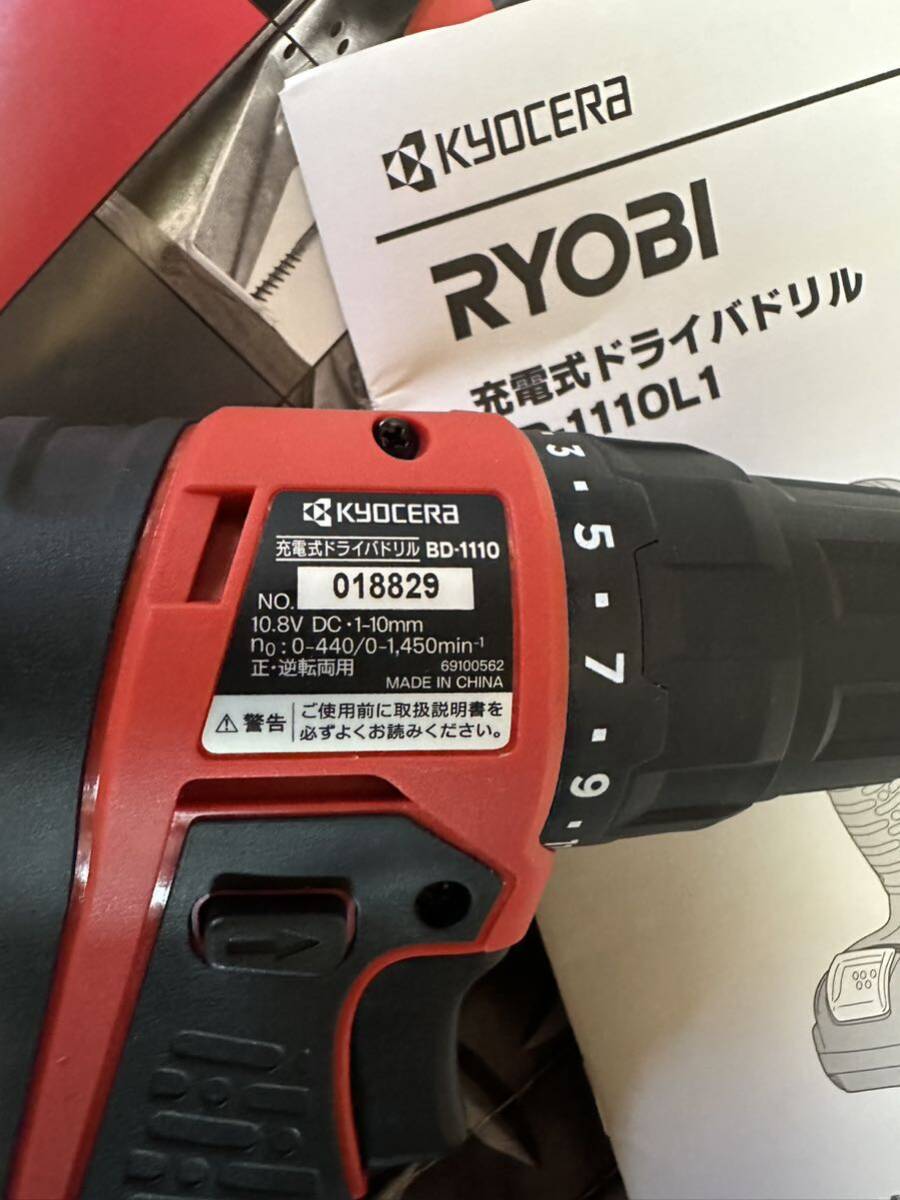 KYOCERA
RYOBI
充電式ドライバドリル
-1110L1
KYOCERA
充電式ドライバドリル BD-1110
NO. 018829
10.8V DC・1-10mm
n₀ : 0-440/0-1,450min⁻¹
正・逆転両用 69100562
MADE IN CHINA
⚠警告 ご使用前に取扱説明書を
必ずよくお読みください。
3
5
7
9